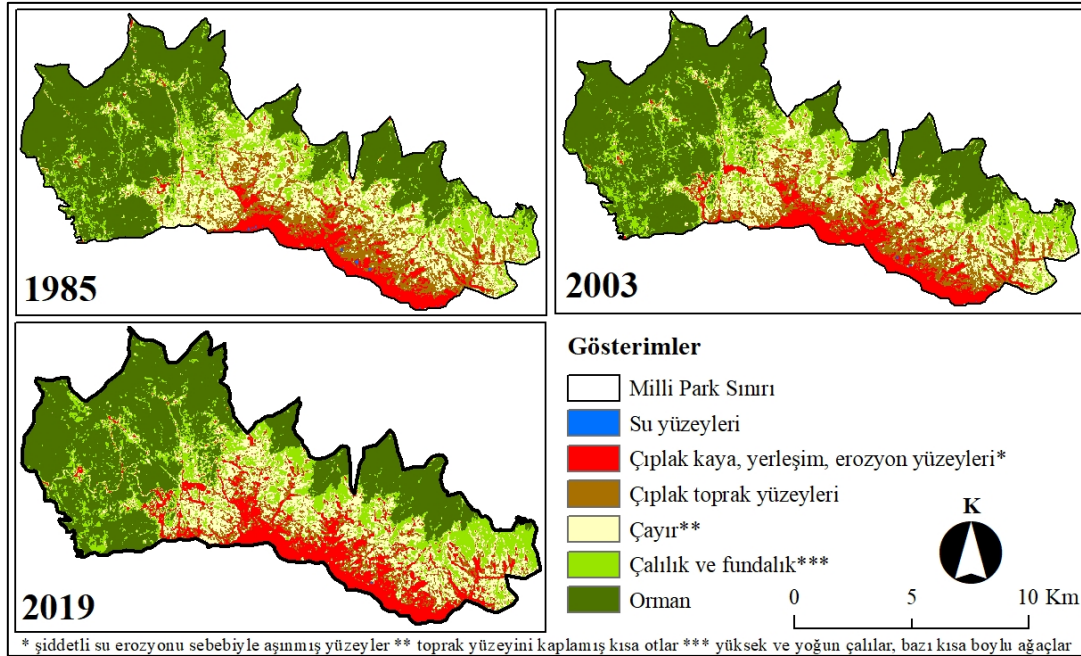 1985
2003
2019
Gösterimler
Milli Park Sınırı
Su yüzeyleri
Çıplak kaya, yerleşim, erozyon yüzeyleri*
Çıplak toprak yüzeyleri
Çayır**
Çalılık ve fundalık***
Orman
K
0 5 10 Km
* şiddetli su erozyonu sebebiyle aşınmış yüzeyler ** toprak yüzeyini kaplamış kısa otlar *** yüksek ve yoğun çalılar, bazı kısa boylu ağaçlar